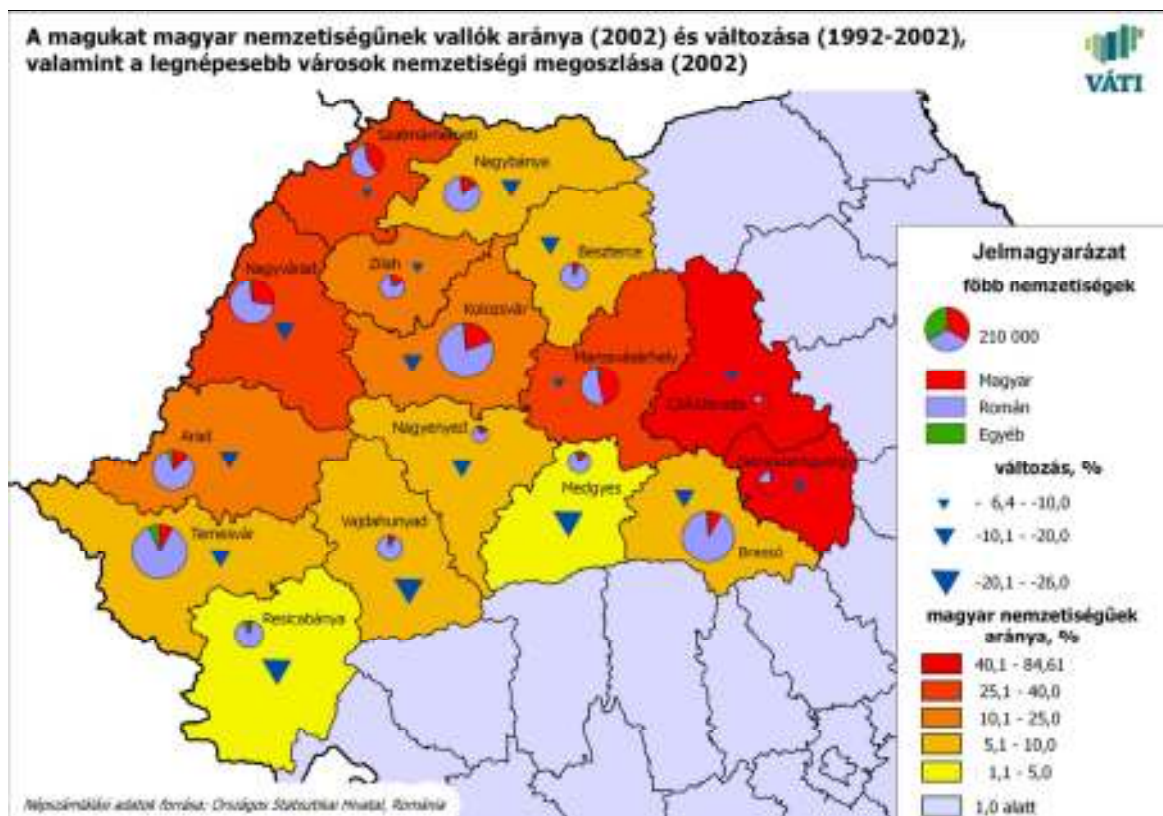 A magukat magyar nemzetiségűnek vallók aránya (2002) és változása (1992-2002),
valamint a legnépesebb városok nemzetiségi megoszlása (2002)
VÁTI
Szatmárnémeti
Nagybánya
Nagyvárad
Zilah
Beszterce
Kolozsvár
Marosvásárhely
Csíkszereda
Arad
Nagyenyed
Medgyes
Sepsiszentgyörgy
Temesvár
Vajdahunyad
Brassó
Resicabánya
Jelmagyarázat
főbb nemzetiségek
210 000
Magyar
Román
Egyéb
változás, %
- 6,4 - -10,0
-10,1 - -20,0
-20,1 - -26,0
magyar nemzetiségűek
aránya, %
40,1 - 84,61
25,1 - 40,0
10,1 - 25,0
5,1 - 10,0
1,1 - 5,0
1,0 alatt
Népszámlálási adatok forrása: Országos Statisztikai Hivatal, Románia